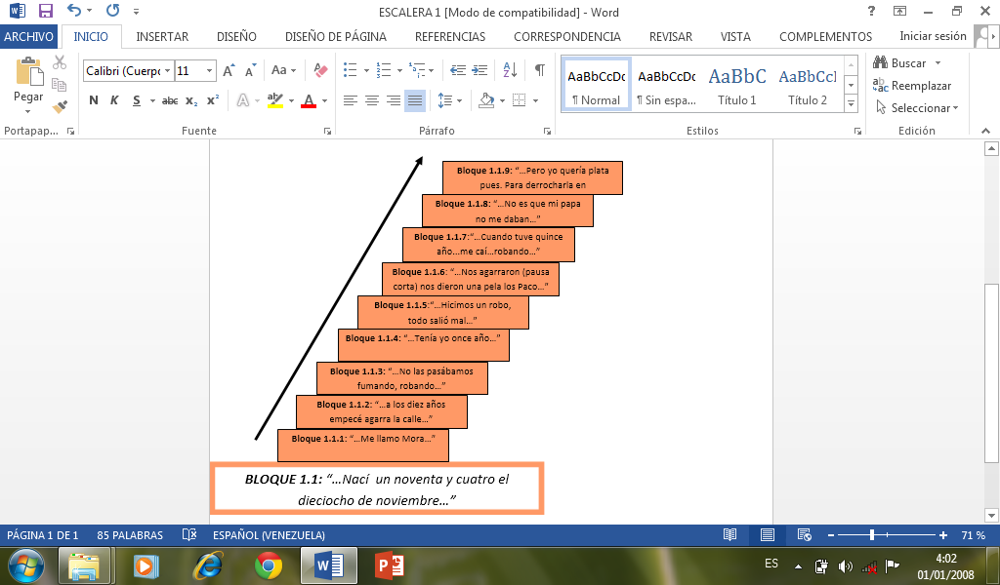 ESCALERA 1 [Modo de compatibilidad] - Word
ARCHIVO INICIO INSERTAR DISEÑO DISEÑO DE PÁGINA REFERENCIAS CORRESPONDENCIA REVISAR VISTA COMPLEMENTOS Iniciar sesión
Pegar
Calibri (Cuerpo 11
N K S abc x₂ x²
Aa
AaBbCcDc AaBbCcDc AaBbC AaBbCcI
¶ Normal ¶ Sin espa... Título 1 Título 2
Buscar
Reemplazar
Seleccionar
Portapap... Fuente Párrafo Estilos Edición
Bloque 1.1.9: “…Pero yo quería plata
pues. Para derrocharla en
Bloque 1.1.8: “…No es que mi papa
no me daban…”
Bloque 1.1.7:“…Cuando tuve quince
año…me caí…robando…”
Bloque 1.1.6: “…Nos agarraron (pausa
corta) nos dieron una pela los Paco…”
Bloque 1.1.5:“…Hicimos un robo,
todo salió mal…”
Bloque 1.1.4: “…Tenía yo once año…”
Bloque 1.1.3: “…No las pasábamos
fumando, robando…”
Bloque 1.1.2: “…a los diez años
empecé agarra la calle…”
Bloque 1.1.1: “…Me llamo Mora…”
BLOQUE 1.1: “…Nací un noventa y cuatro el
dieciocho de noviembre…”
PÁGINA 1 DE 1 85 PALABRAS ESPAÑOL (VENEZUELA) 71 %
ES
4:02
01/01/2008